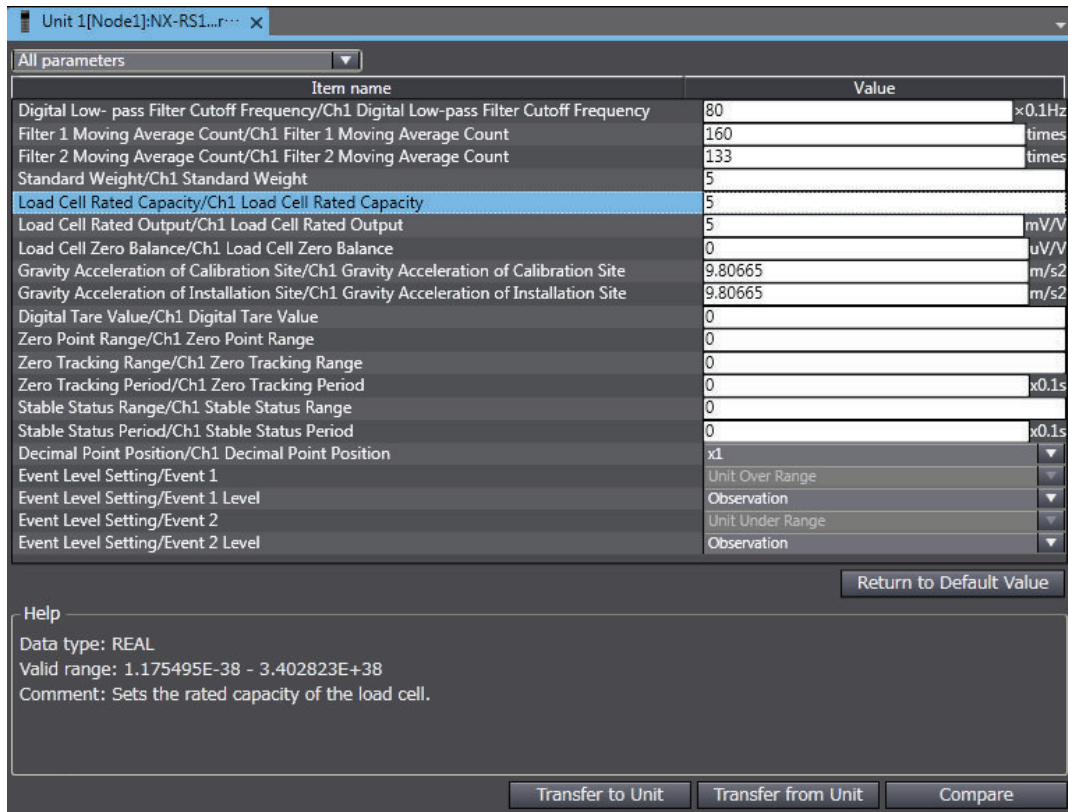 Unit 1[Node1]:NX-RS1...r··· X
All parameters
Item name Value
Digital Low- pass Filter Cutoff Frequency/Ch1 Digital Low-pass Filter Cutoff Frequency 80 ×0.1Hz
Filter 1 Moving Average Count/Ch1 Filter 1 Moving Average Count 160 times
Filter 2 Moving Average Count/Ch1 Filter 2 Moving Average Count 133 times
Standard Weight/Ch1 Standard Weight 5
Load Cell Rated Capacity/Ch1 Load Cell Rated Capacity 5
Load Cell Rated Output/Ch1 Load Cell Rated Output 5 mV/V
Load Cell Zero Balance/Ch1 Load Cell Zero Balance 0 uV/V
Gravity Acceleration of Calibration Site/Ch1 Gravity Acceleration of Calibration Site 9.80665 m/s2
Gravity Acceleration of Installation Site/Ch1 Gravity Acceleration of Installation Site 9.80665 m/s2
Digital Tare Value/Ch1 Digital Tare Value 0
Zero Point Range/Ch1 Zero Point Range 0
Zero Tracking Range/Ch1 Zero Tracking Range 0
Zero Tracking Period/Ch1 Zero Tracking Period 0 x0.1s
Stable Status Range/Ch1 Stable Status Range 0
Stable Status Period/Ch1 Stable Status Period 0 x0.1s
Decimal Point Position/Ch1 Decimal Point Position x1
Event Level Setting/Event 1 Unit Over Range
Event Level Setting/Event 1 Level Observation
Event Level Setting/Event 2 Unit Under Range
Event Level Setting/Event 2 Level Observation
Return to Default Value
Help
Data type: REAL
Valid range: 1.175495E-38 - 3.402823E+38
Comment: Sets the rated capacity of the load cell.
Transfer to Unit Transfer from Unit Compare